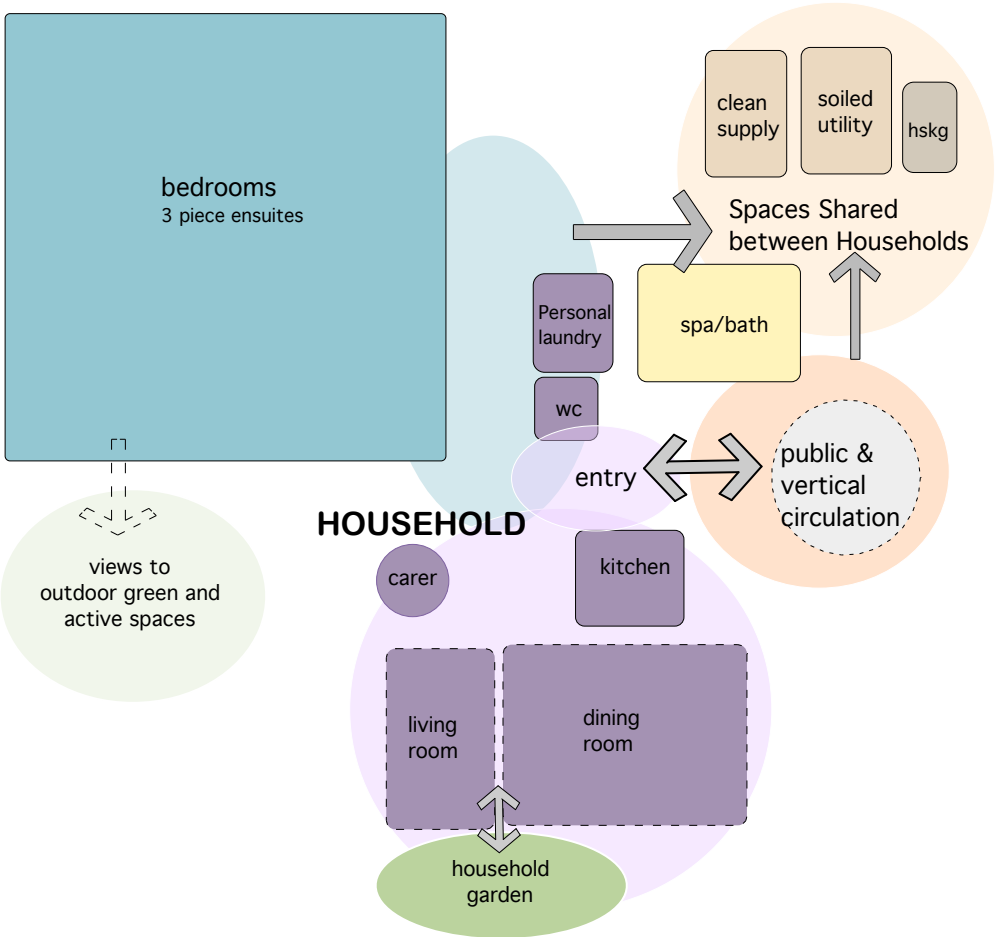 clean
supply
soiled
utility
hskg
bedrooms
3 piece ensuites
Spaces Shared
between Households
Personal
laundry
spa/bath
wc
entry
public &
vertical
circulation
HOUSEHOLD
carer
kitchen
views to
outdoor green and
active spaces
living
room
dining
room
household
garden